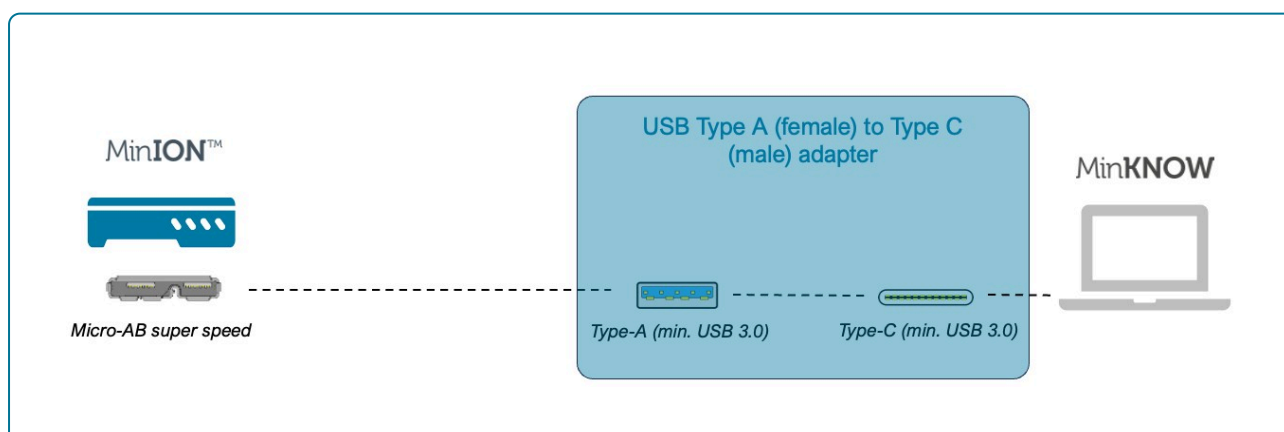 MinION™
Micro-AB super speed
USB Type A (female) to Type C
(male) adapter
Type-A (min. USB 3.0)
Type-C (min. USB 3.0)
MinKNOW